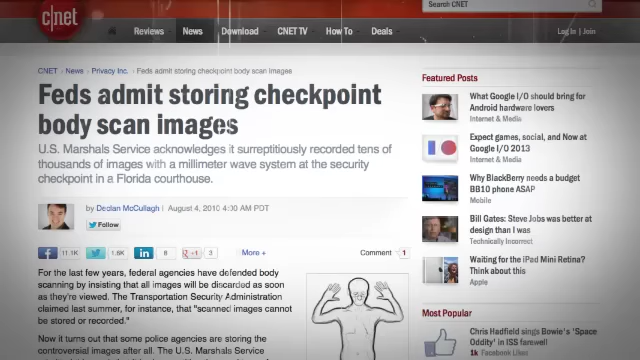 c|net
Search CNET
Reviews
News
Download
CNET TV
How To
Deals
Log In | Join
CNET › News › Privacy Inc. › Feds admit storing checkpoint body scan images
Feds admit storing checkpoint
body scan images
U.S. Marshals Service acknowledges it surreptitiously recorded tens of
thousands of images with a millimeter wave system at the security
checkpoint in a Florida courthouse.
by Declan McCullagh | August 4, 2010 4:00 AM PDT
Follow
11.1K
1.6K
8
+1
3
More +
Comment
1
For the last few years, federal agencies have defended body
scanning by insisting that all images will be discarded as soon
as they're viewed. The Transportation Security Administration
claimed last summer, for instance, that "scanned images cannot
be stored or recorded."
Now it turns out that some police agencies are storing the
controversial images after all. The U.S. Marshals Service
Featured Posts
What Google I/O should bring for
Android hardware lovers
Internet & Media
Expect games, social, and Now at
Google I/O 2013
Internet & Media
Why BlackBerry needs a budget
BB10 phone ASAP
Mobile
Bill Gates: Steve Jobs was better at
design than I was
Technically Incorrect
Waiting for the iPad Mini Retina?
Think about this
Apple
Most Popular
Chris Hadfield sings Bowie's 'Space
Oddity' in ISS farewell
1k Facebook Likes